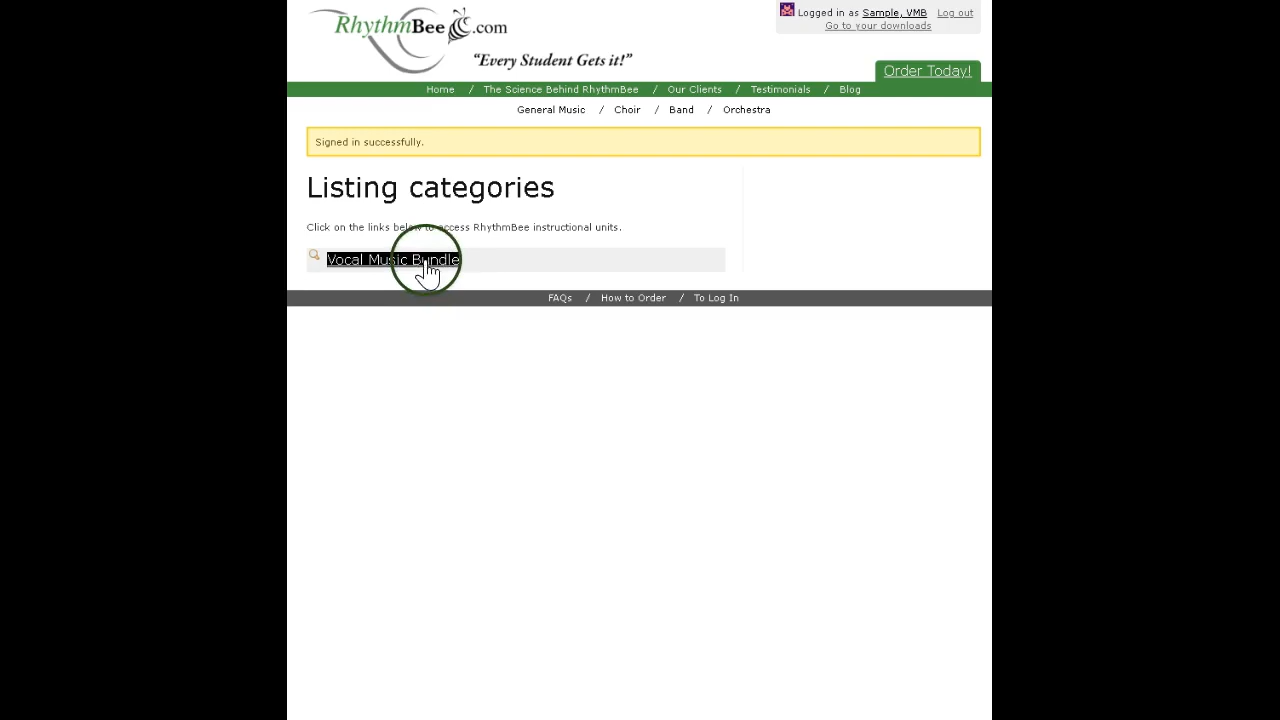 RhythmBee.com
"Every Student Gets it!"
Logged in as Sample, VMB Log out
Go to your downloads
Order Today!
Home / The Science Behind RhythmBee / Our Clients / Testimonials / Blog
General Music / Choir / Band / Orchestra
Signed in successfully.
Listing categories
Click on the links below to access RhythmBee instructional units.
Vocal Music Bundle
FAQs / How to Order / To Log In